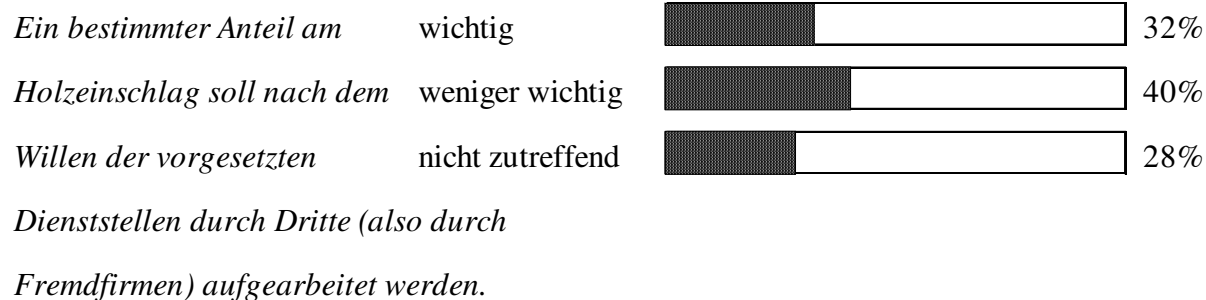 Ein bestimmter Anteil am wichtig 32%
Holzeinschlag soll nach dem weniger wichtig 40%
Willen der vorgesetzten nicht zutreffend 28%
Dienststellen durch Dritte (also durch
Fremdfirmen) aufgearbeitet werden.